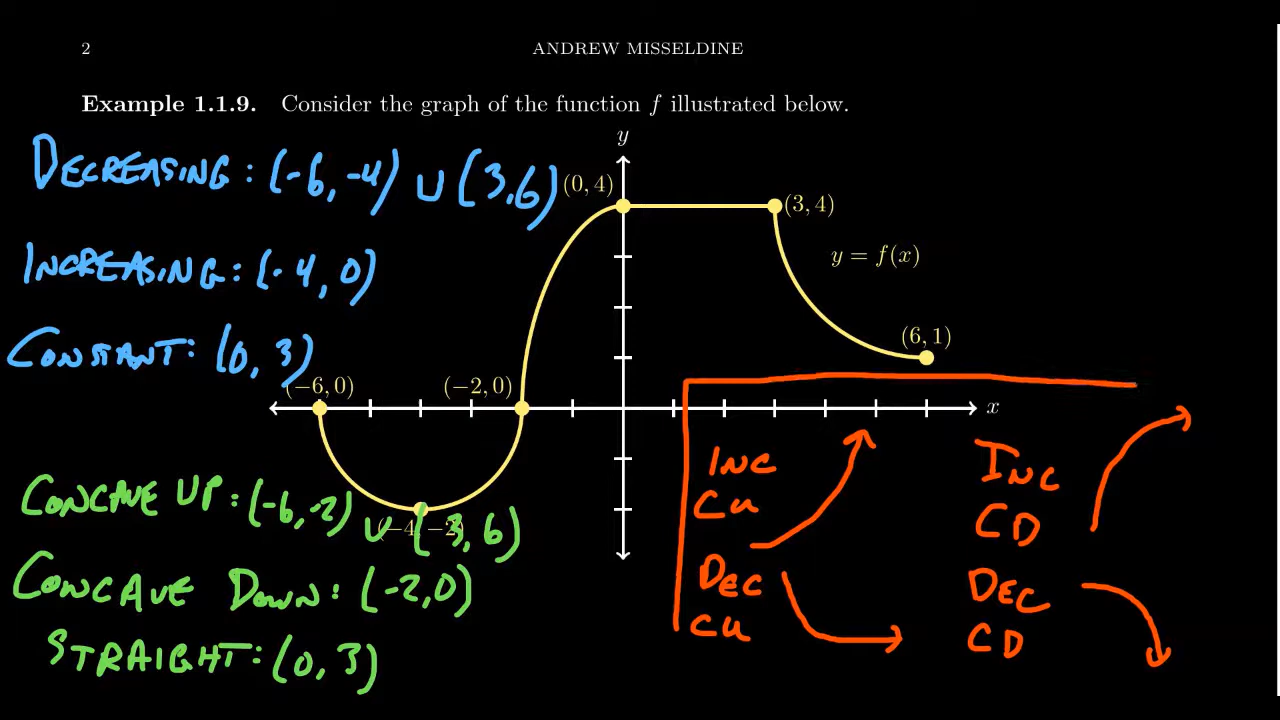 2
ANDREW MISSELDINE
Example 1.1.9. Consider the graph of the function f illustrated below.
y
DECREASING: (-6, -4) ∪ (3,6)
(0, 4)
(3, 4)
y = f(x)
INCREASING: (-4, 0)
CONSTANT: (0, 3)
(6, 1)
(−6, 0)
(−2, 0)
x
INC
CU
INC
CD
CONCAVE UP: (-6,-2) ∪ (3, 6)
(−4, −2)
CONCAVE DOWN: (-2,0)
DEC
CU
DEC
CD
STRAIGHT: (0, 3)